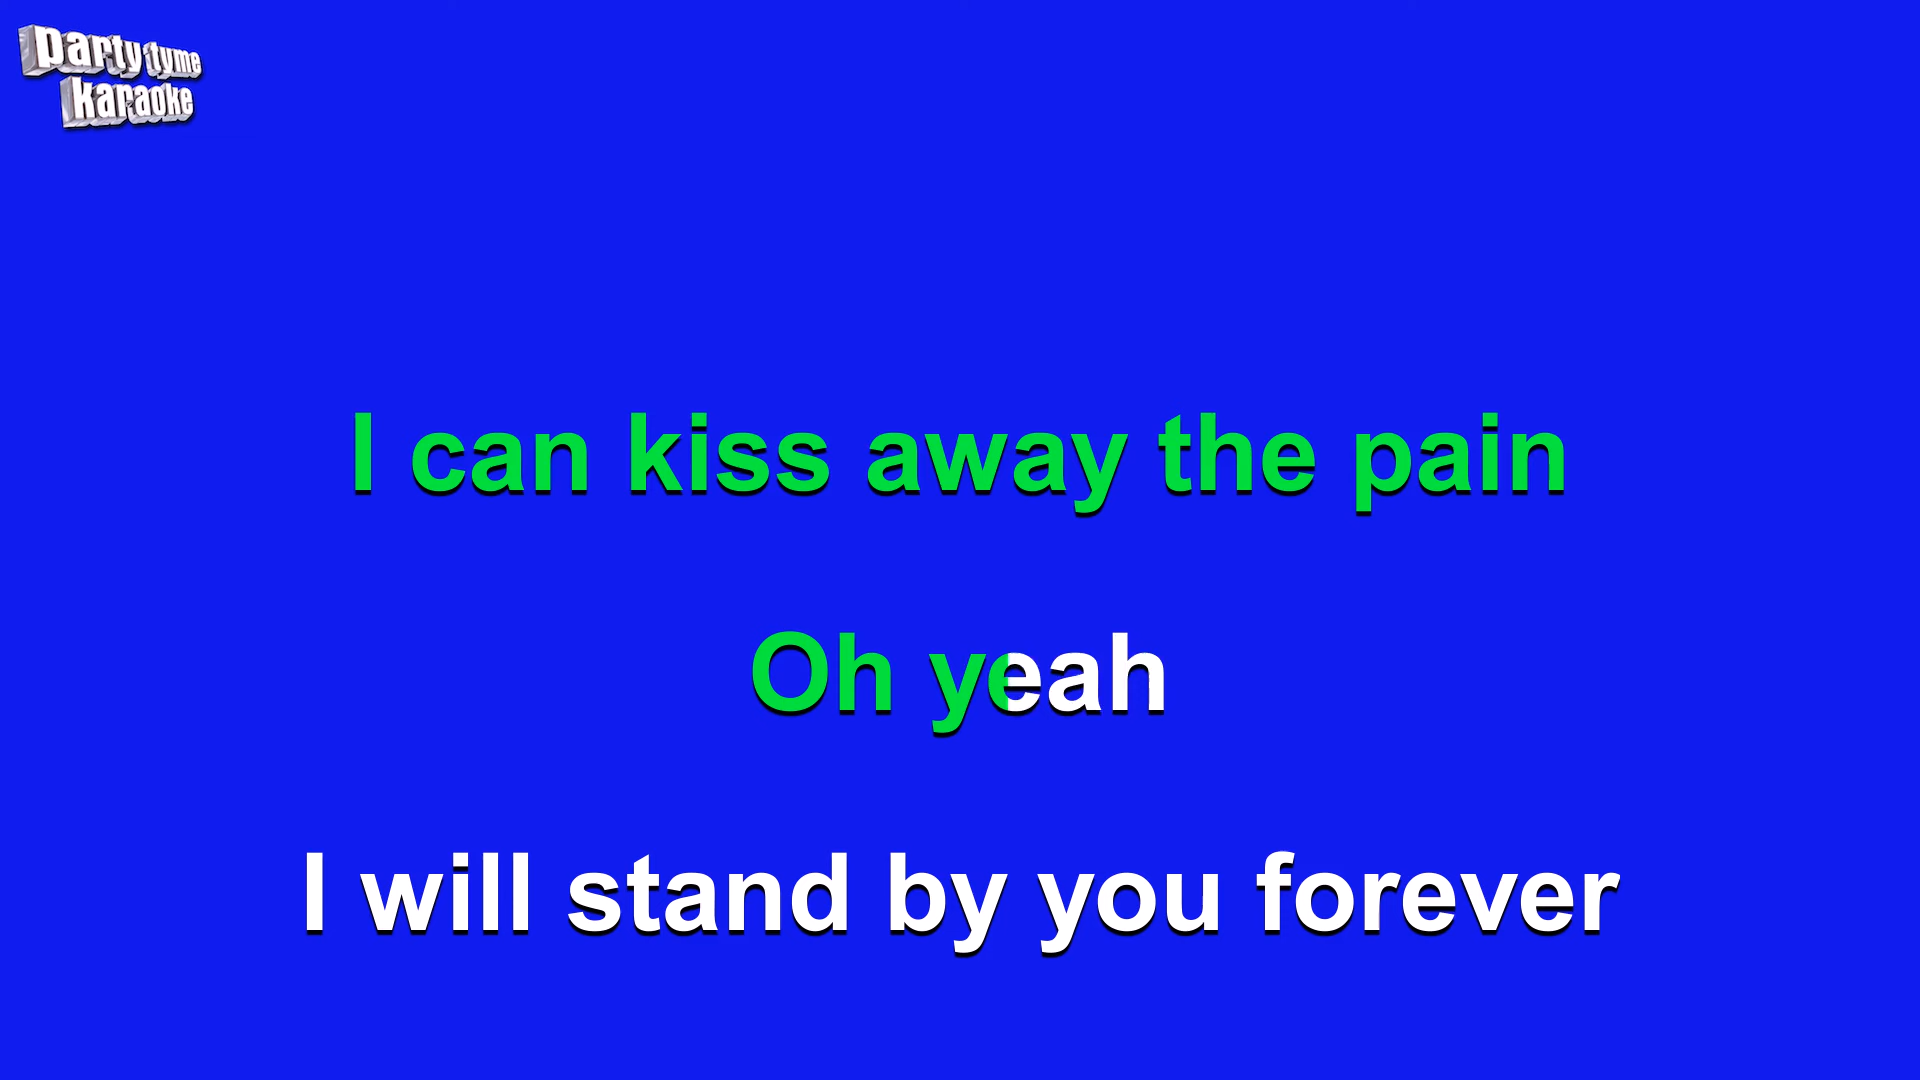 party tyme
karaoke
I can kiss away the pain
Oh yeah
I will stand by you forever